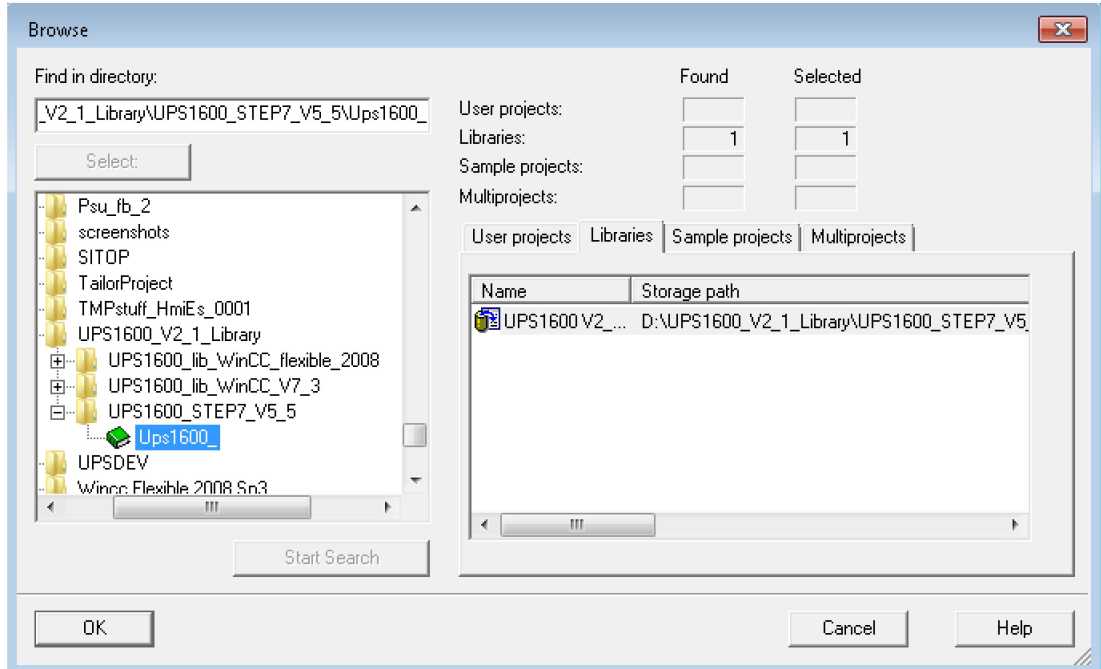 Browse
Find in directory:
_V2_1_Library\UPS1600_STEP7_V5_5\Ups1600_
Select:
Psu_fb_2
screenshots
SITOP
TailorProject
TMPstuff_HmiEs_0001
UPS1600_V2_1_Library
UPS1600_lib_WinCC_flexible_2008
UPS1600_lib_WinCC_V7_3
UPS1600_STEP7_V5_5
Ups1600_
UPSDEV
Wincc Flexible 2008 Sp3
Start Search
Found Selected
User projects:
Libraries: 1 1
Sample projects:
Multiprojects:
User projects Libraries Sample projects Multiprojects
Name Storage path
UPS1600 V2_... D:\UPS1600_V2_1_Library\UPS1600_STEP7_V5_
OK Cancel Help